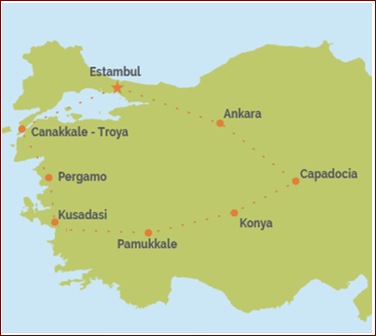 Estambul
Ankara
Canakkale - Troya
Capadocia
Pergamo
Kusadasi
Konya
Pamukkale